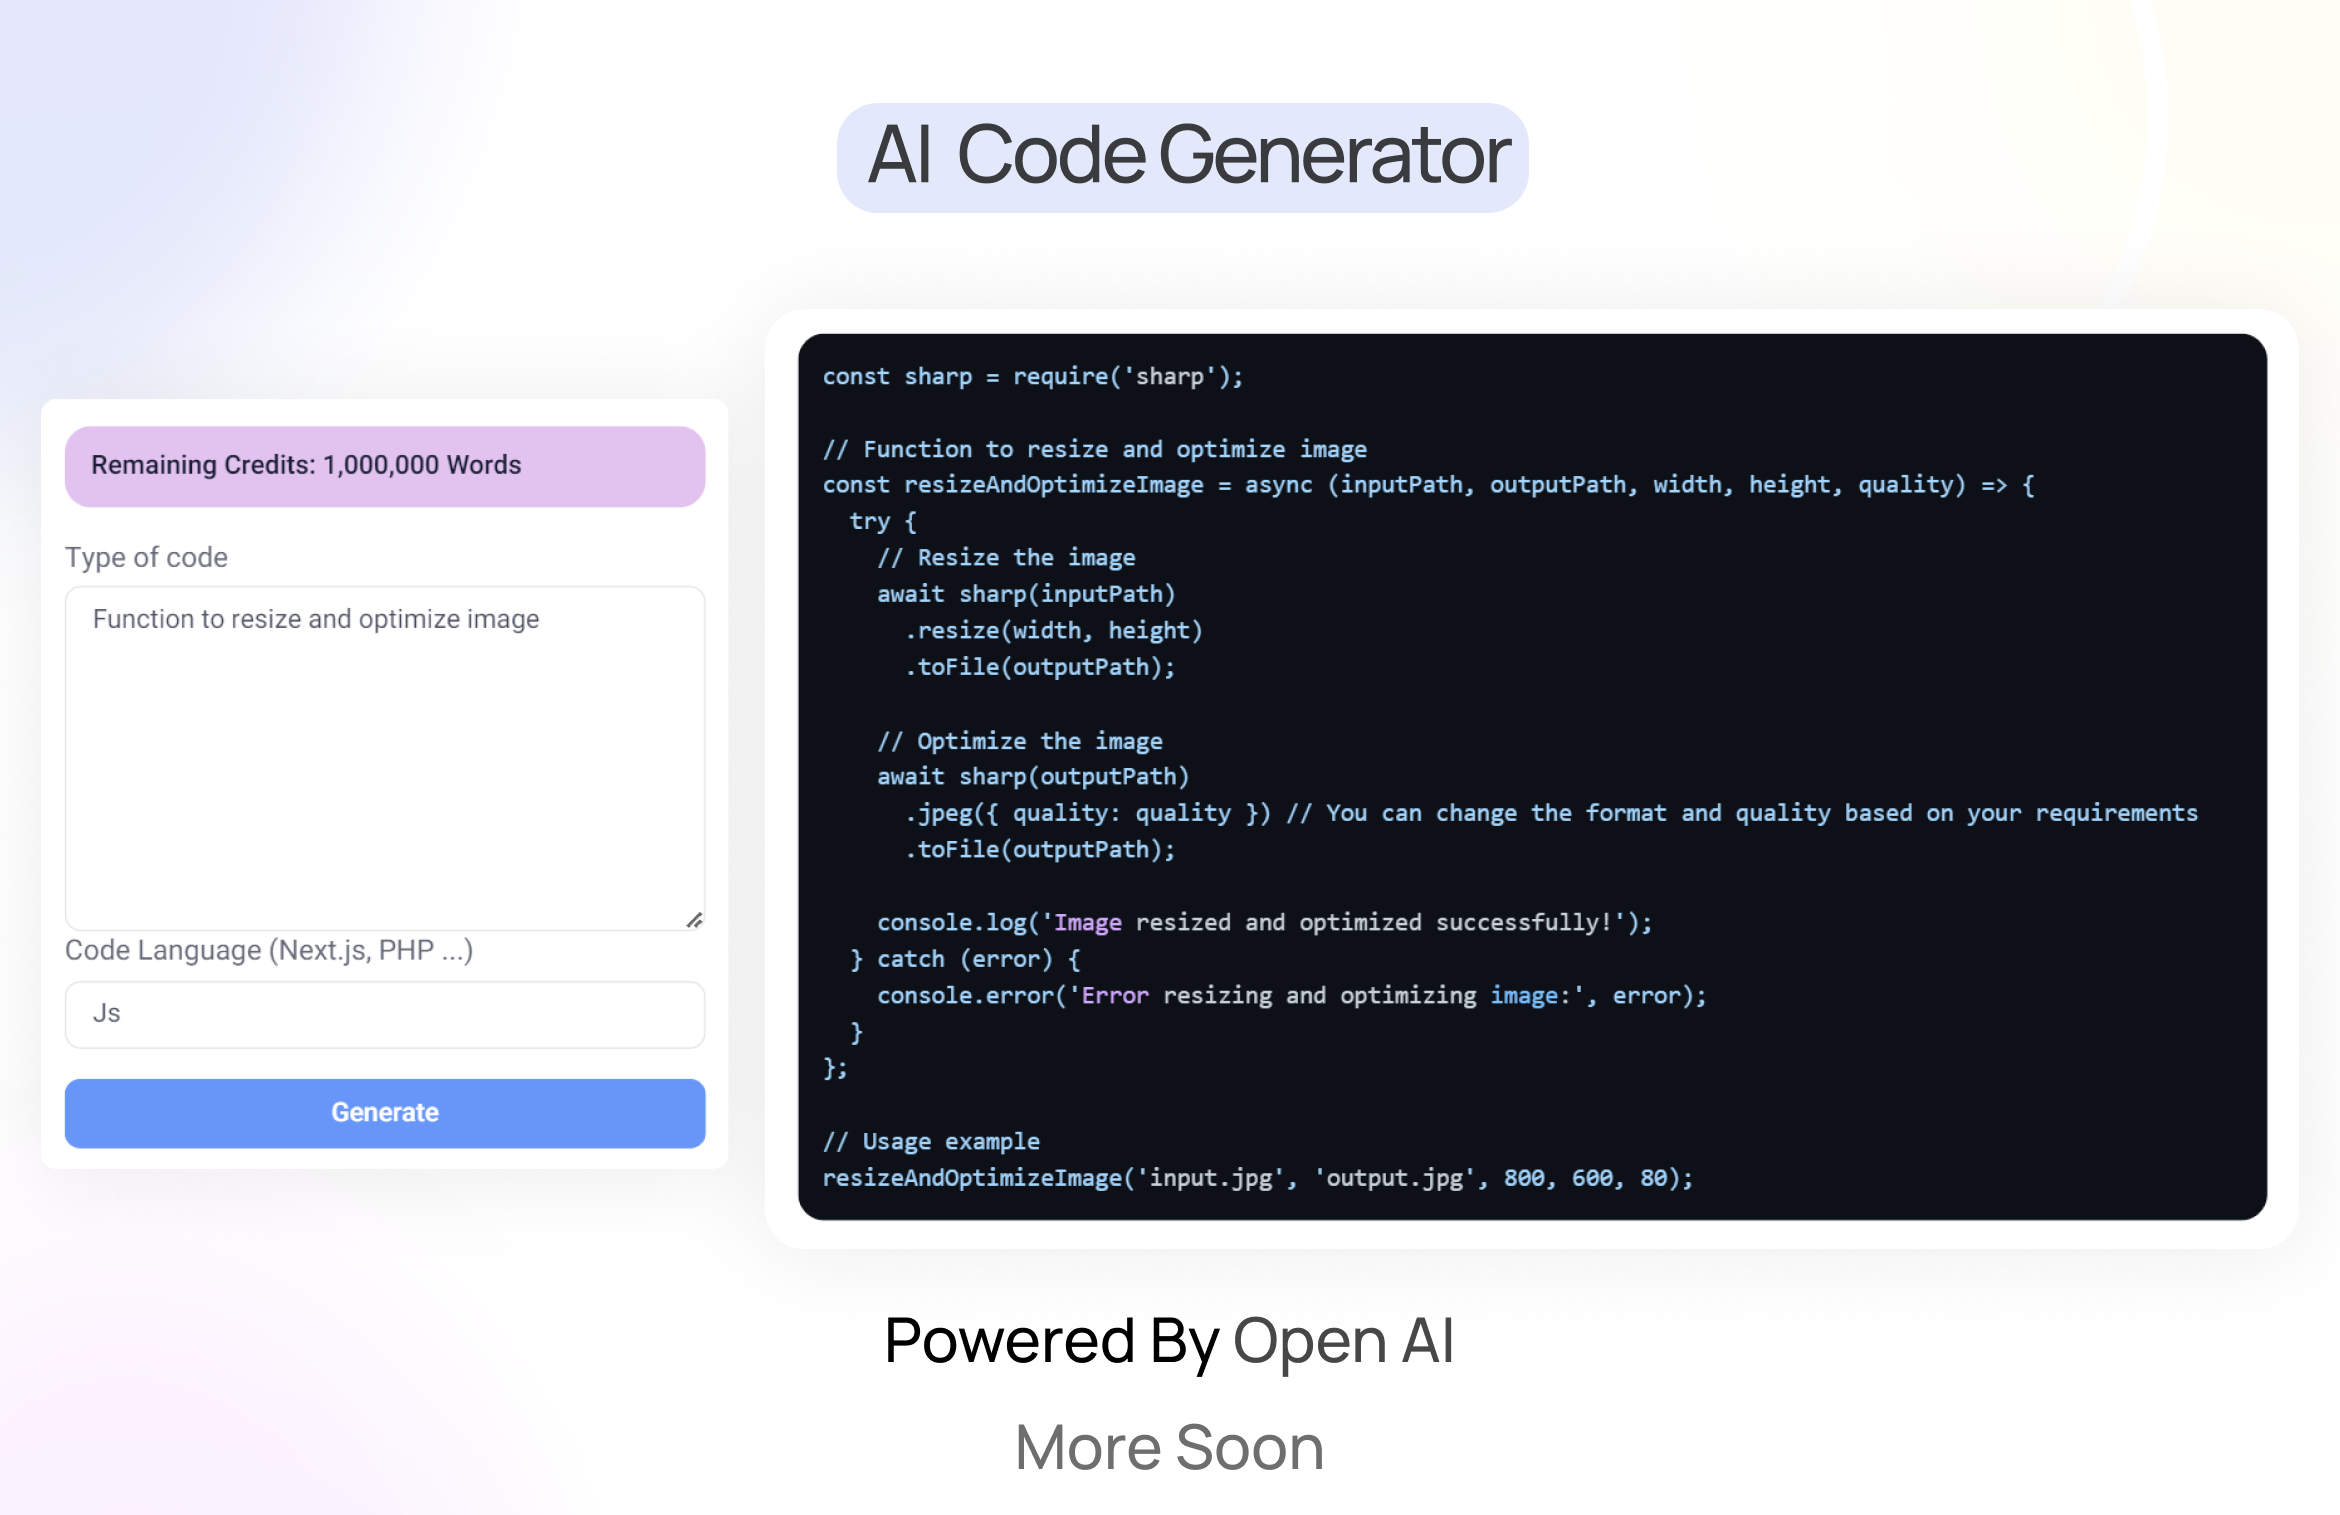 AI Code Generator
Remaining Credits: 1,000,000 Words
Type of code
Function to resize and optimize image
Code Language (Next.js, PHP ...)
Js
Generate
const sharp = require('sharp');
// Function to resize and optimize image
const resizeAndOptimizeImage = async (inputPath, outputPath, width, height, quality) => {
  try {
    // Resize the image
    await sharp(inputPath)
      .resize(width, height)
      .toFile(outputPath);
    // Optimize the image
    await sharp(outputPath)
      .jpeg({ quality: quality }) // You can change the format and quality based on your requirements
      .toFile(outputPath);
    console.log('Image resized and optimized successfully!');
  } catch (error) {
    console.error('Error resizing and optimizing image:', error);
  }
};
// Usage example
resizeAndOptimizeImage('input.jpg', 'output.jpg', 800, 600, 80);
Powered By Open AI
More Soon